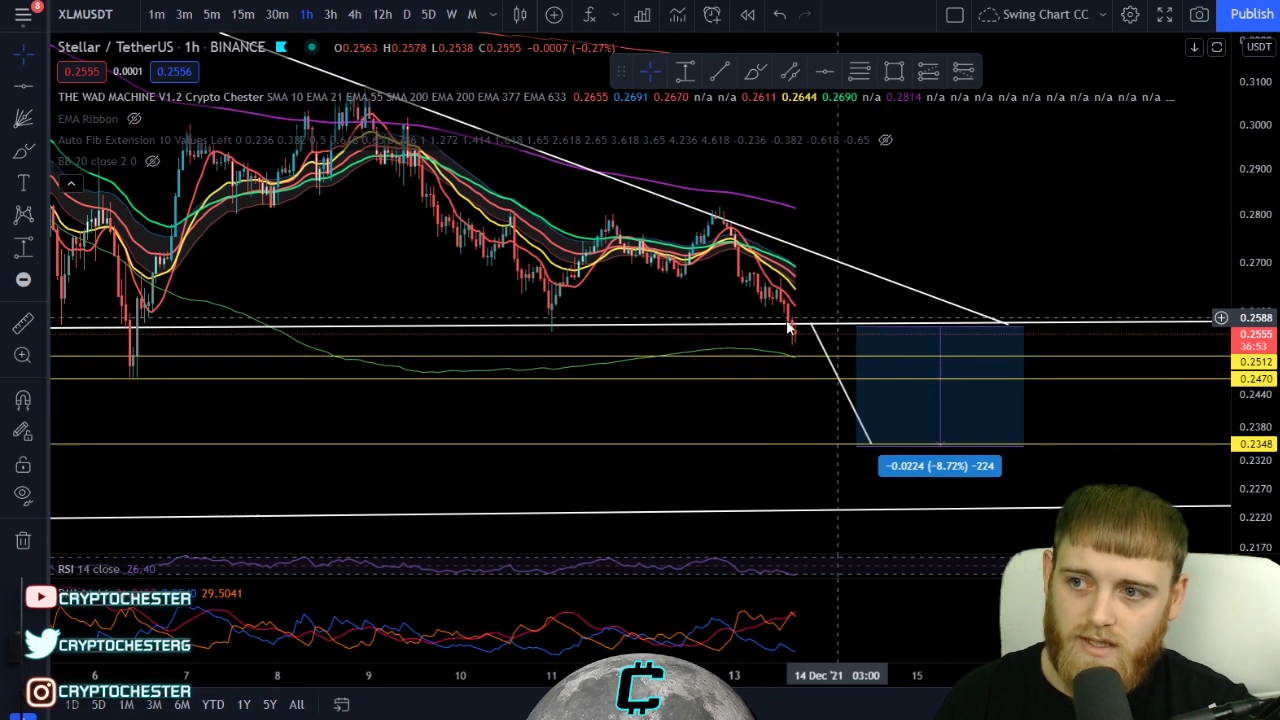 8
XLMUSDT 1m 3m 5m 15m 30m 1h 3h 4h 12h D 5D W M Swing Chart CC Publish
Stellar / TetherUS · 1h · BINANCE O0.2563 H0.2578 L0.2538 C0.2555 -0.0007 (-0.27%) USDT
0.2555 0.0001 0.2556
THE WAD MACHINE V1.2 Crypto Chester SMA 10 EMA 21 EMA 55 SMA 200 EMA 200 EMA 377 EMA 633 0.2655 0.2691 0.2670 n/a n/a 0.2611 0.2644 0.2690 n/a 0.2814 n/a n/a n/a n/a n/a n/a n/a n/a n/a n/a ...
EMA Ribbon
Auto Fib Extension 10 Values Left 0 0.236 0.382 0.5 1 1.272 1.414 1.618 1.65 2.618 2.65 3.618 3.65 4.236 4.618 -0.236 -0.382 -0.618 -0.65
BB 20 close 2 0
0.3100
0.3000
0.2900
0.2800
0.2700
0.2588
0.2555
36:53
0.2512
0.2470
0.2440
0.2380
0.2348
-0.0224 (-8.72%) -224
0.2320
0.2270
0.2220
0.2170
RSI 14 close 26.40
29.5041
CRYPTOCHESTER
CRYPTOCHESTERG
CRYPTOCHESTER
6 7 8 9 10 11 13 14 Dec '21 03:00 15
1D 5D 1M 3M 6M YTD 1Y 5Y All